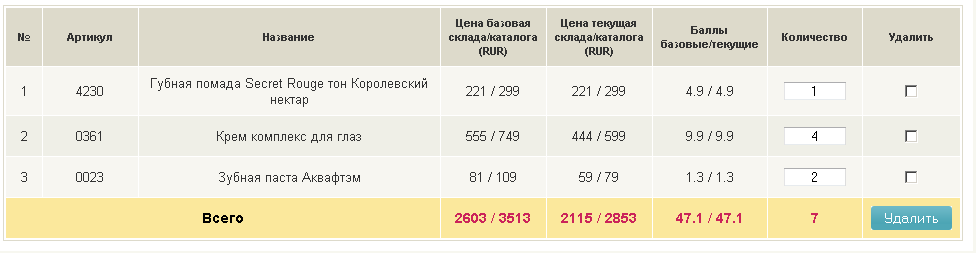 № Артикул Название Цена базовая склада/каталога (RUR) Цена текущая склада/каталога (RUR) Баллы базовые/текущие Количество Удалить
1 4230 Губная помада Secret Rouge тон Королевский нектар 221 / 299 221 / 299 4.9 / 4.9 1
2 0361 Крем комплекс для глаз 555 / 749 444 / 599 9.9 / 9.9 4
3 0023 Зубная паста Аквафтэм 81 / 109 59 / 79 1.3 / 1.3 2
Всего 2603 / 3513 2115 / 2853 47.1 / 47.1 7 Удалить